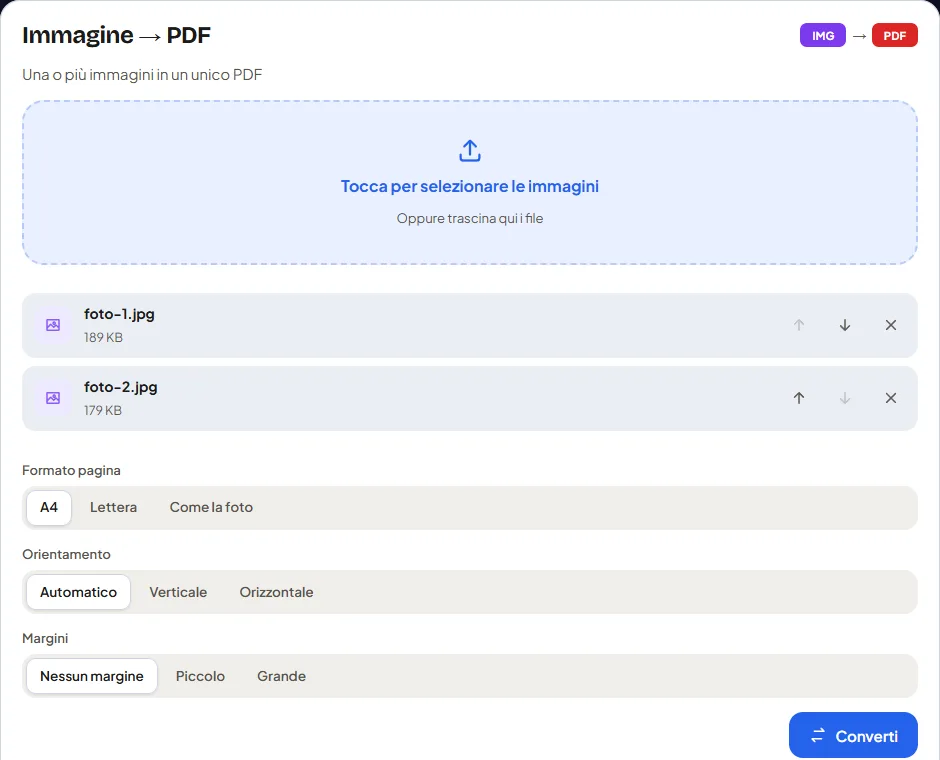 Immagine → PDF
IMG → PDF
Una o più immagini in un unico PDF
Tocca per selezionare le immagini
Oppure trascina qui i file
foto-1.jpg
189 KB
foto-2.jpg
179 KB
Formato pagina
A4 Lettera Come la foto
Orientamento
Automatico Verticale Orizzontale
Margini
Nessun margine Piccolo Grande
Converti